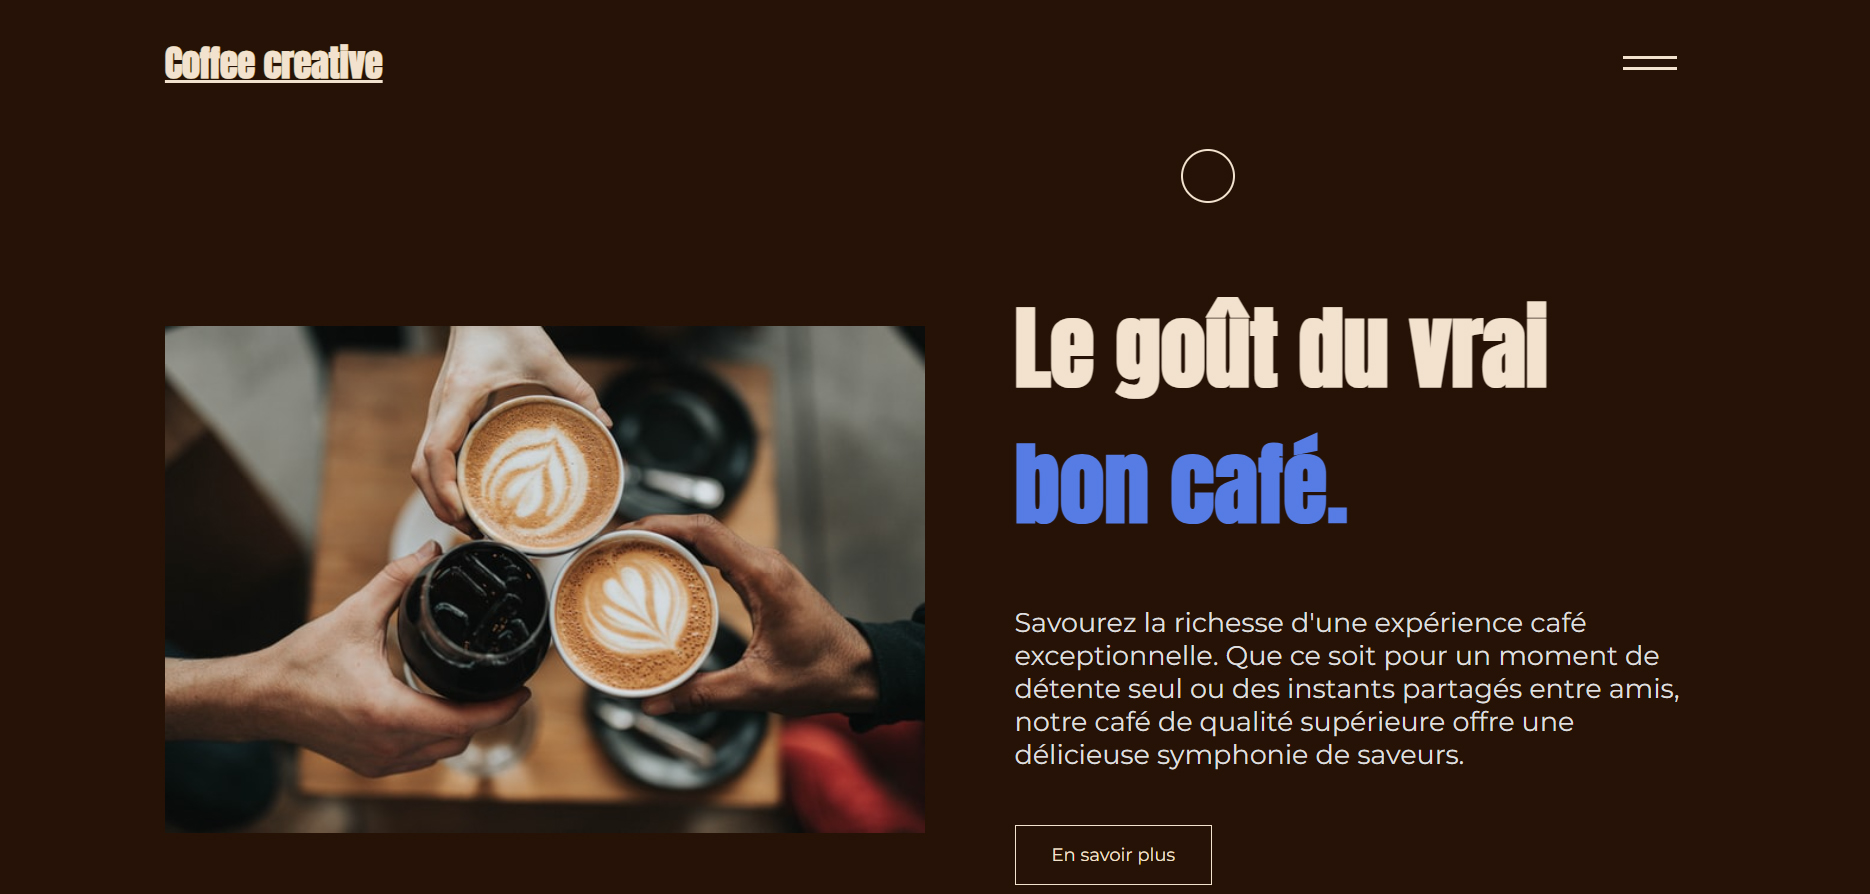 Coffee creative
Le goût du vrai
bon café.
Savourez la richesse d'une expérience café
exceptionnelle. Que ce soit pour un moment de
détente seul ou des instants partagés entre amis,
notre café de qualité supérieure offre une
délicieuse symphonie de saveurs.
En savoir plus